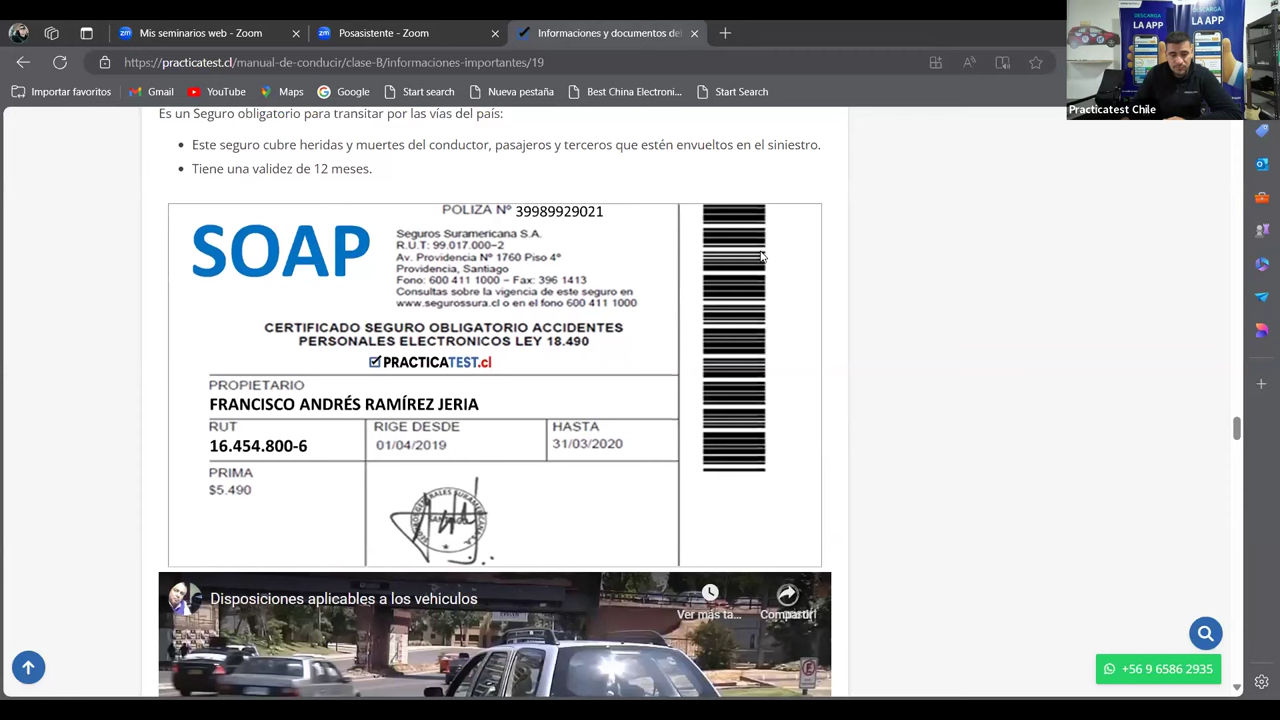 Mis seminarios web - Zoom
Posasistente - Zoom
Informaciones y documentos del
https://practicatest.cl/manual-de-conducir/clase-B/informaciones-importantes/19
Importar favoritos
Gmail
YouTube
Maps
Google
Start search
Nueva pestaña
Best China Electroni...
Start Search
DESCARGA
LA APP
DESCARGA
LA APP
Practicatest Chile
Es un Seguro obligatorio para transitar por las vías del país:
Este seguro cubre heridas y muertes del conductor, pasajeros y terceros que estén envueltos en el siniestro.
Tiene una validez de 12 meses.
POLIZA Nº 39989929021
SOAP
Seguros Suramericana S.A.
R.U.T: 99.017.000-2
Av. Providencia Nº 1760 Piso 4º
Providencia, Santiago
Fono: 600 411 1000 - Fax: 396 1413
Consultas sobre la vigencia de este seguro en
www.segurossura.cl o en el fono 600 411 1000
CERTIFICADO SEGURO OBLIGATORIO ACCIDENTES
PERSONALES ELECTRONICOS LEY 18.490
PRACTICATEST.cl
PROPIETARIO
FRANCISCO ANDRÉS RAMÍREZ JERIA
RUT
16.454.800-6
RIGE DESDE
01/04/2019
HASTA
31/03/2020
PRIMA
$5.490
Disposiciones aplicables a los vehiculos
Ver más ta...
Compartir
+56 9 6586 2935